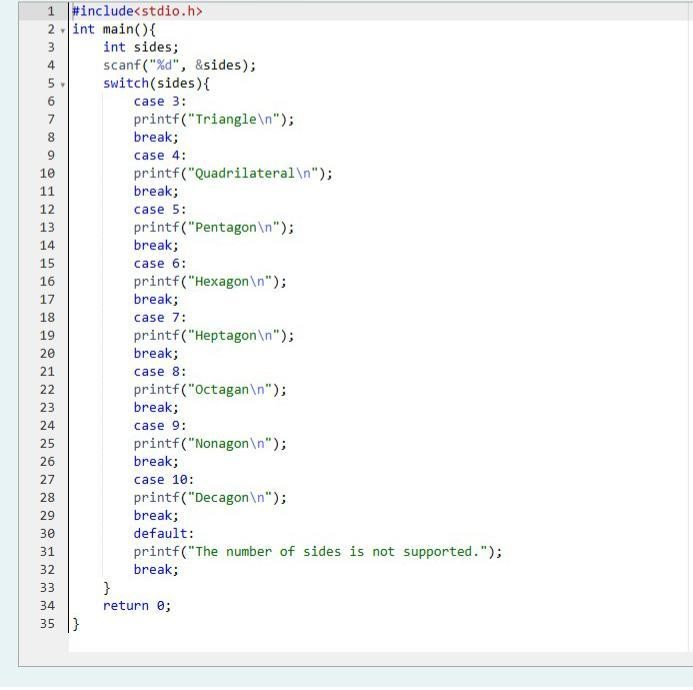 1 #include<stdio.h>
2 int main(){
3 int sides;
4 scanf("%d", &sides);
5 switch(sides){
6 case 3:
7 printf("Triangle\n");
8 break;
9 case 4:
10 printf("Quadrilateral\n");
11 break;
12 case 5:
13 printf("Pentagon\n");
14 break;
15 case 6:
16 printf("Hexagon\n");
17 break;
18 case 7:
19 printf("Heptagon\n");
20 break;
21 case 8:
22 printf("Octagan\n");
23 break;
24 case 9:
25 printf("Nonagon\n");
26 break;
27 case 10:
28 printf("Decagon\n");
29 break;
30 default:
31 printf("The number of sides is not supported.");
32 break;
33 }
34 return 0;
35 }